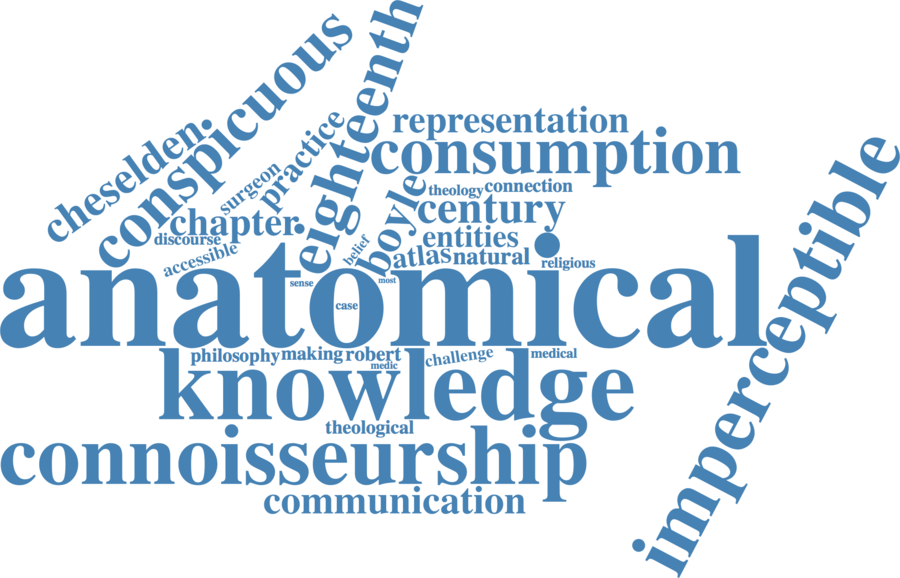 conspicuous
eighteenth
cheselden.
practice
surgeon
representation
consumption
imperceptible
theology
connection
chapter.
boyle
century
discourse
entities
belief
accessible
atlas
natural
religious
sense
most
anatomical
case
philosophy
making
robert
challenge
medical
medic
knowledge
theological
connoisseurship
communication